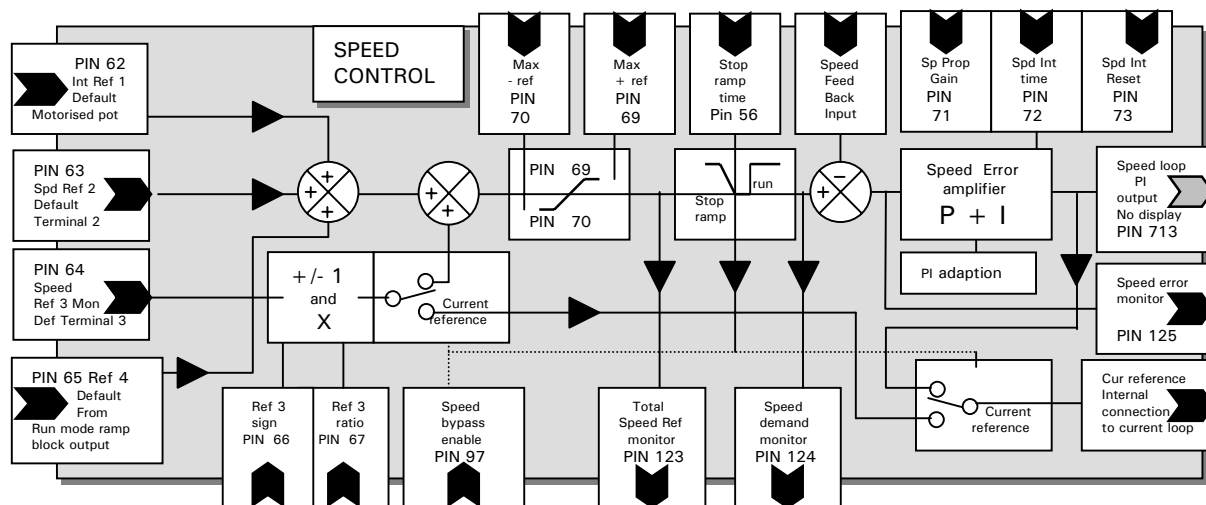 SPEED
CONTROL
PIN 62
Int Ref 1
Default
Motorised pot
PIN 63
Spd Ref 2
Default
Terminal 2
PIN 64
Speed
Ref 3 Mon
Def Terminal 3
PIN 65 Ref 4
Default
From
Run mode ramp
block output
Max
- ref
PIN
70
Max
+ ref
PIN
69
Stop
ramp
time
Pin 56
Speed
Feed
Back
Input
Sp Prop
Gain
PIN
71
Spd Int
time
PIN
72
Spd Int
Reset
PIN
73
+
+
+
+
+
PIN 69
PIN 70
Stop
ramp
run
−
+
Speed Error
amplifier
P + I
PI adaption
Speed loop
PI
output
No display
PIN 713
Speed error
monitor
PIN 125
Cur reference
Internal
connection
to current loop
+/- 1
and
X
Current
reference
Current
reference
Ref 3
sign
PIN 66
Ref 3
ratio
PIN 67
Speed
bypass
enable
PIN 97
Total
Speed Ref
monitor
PIN 123
Speed
demand
monitor
PIN 124